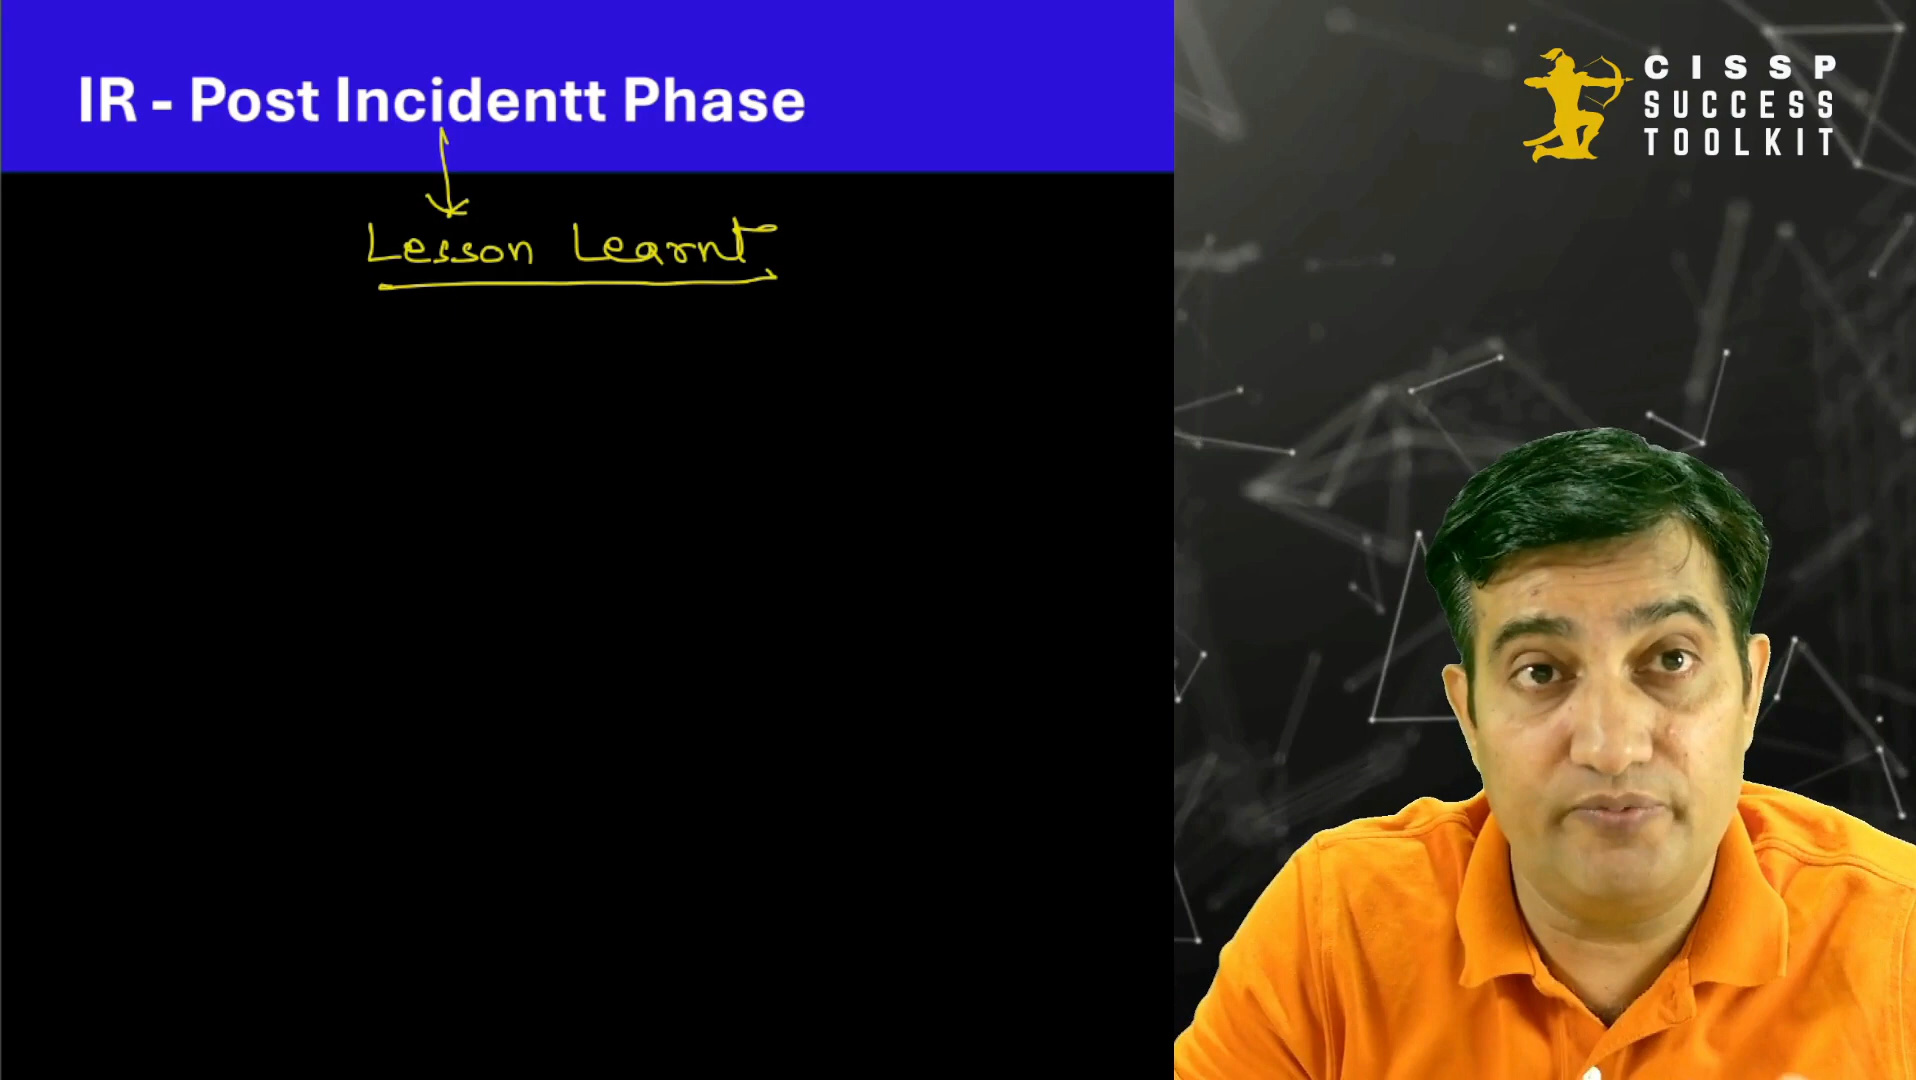 IR - Post Incidentt Phase
Lesson Learnt
CISSP
SUCCESS
TOOLKIT